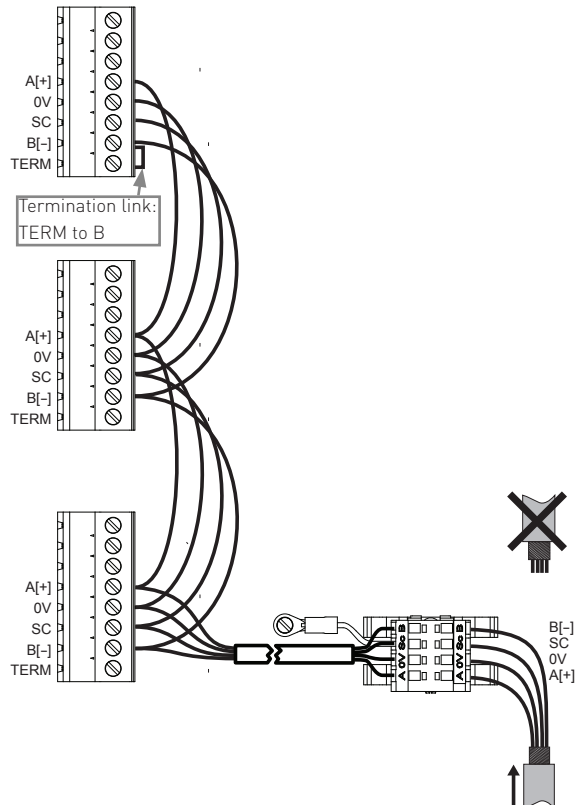 A[+]
0V
SC
B[-]
TERM
Termination link:
TERM to B
A[+]
0V
SC
B[-]
TERM
A[+]
0V
SC
B[-]
TERM
B
Sc
0V
A
B
Sc
0V
A
B[-]
SC
0V
A[+]